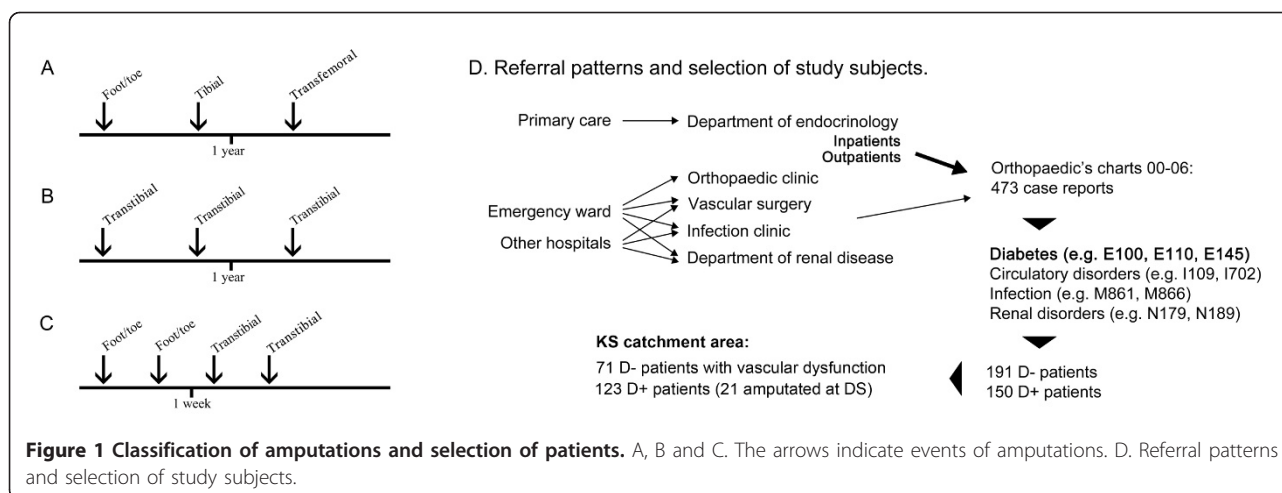 A
Foot/toe
Tibial
Transfemoral
1 year
B
Transtibial
Transtibial
Transtibial
1 year
C
Foot/toe
Foot/toe
Transtibial
Transtibial
1 week
D. Referral patterns and selection of study subjects.
Primary care
Department of endocrinology
Inpatients
Outpatients
Emergency ward
Other hospitals
Orthopaedic clinic
Vascular surgery
Infection clinic
Department of renal disease
Orthopaedic's charts 00-06:
473 case reports
Diabetes (e.g. E100, E110, E145)
Circulatory disorders (e.g. I109, I702)
Infection (e.g. M861, M866)
Renal disorders (e.g. N179, N189)
191 D- patients
150 D+ patients
KS catchment area:
71 D- patients with vascular dysfunction
123 D+ patients (21 amputated at DS)
Figure 1 Classification of amputations and selection of patients. A, B and C. The arrows indicate events of amputations. D. Referral patterns
and selection of study subjects.